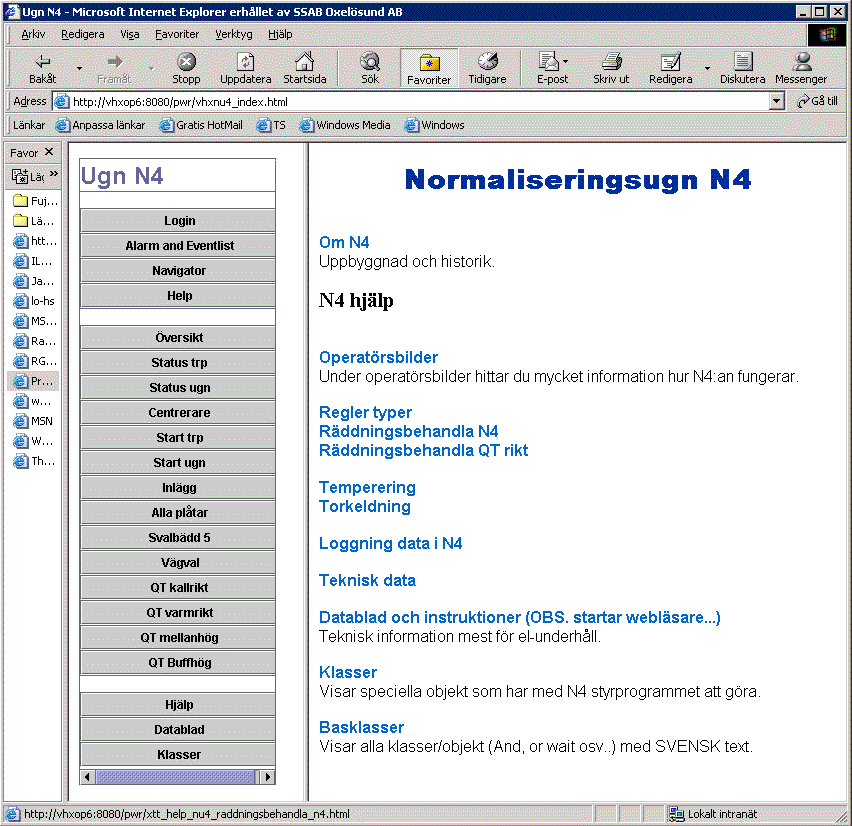 Ugn N4 - Microsoft Internet Explorer erhållet av SSAB Oxelösund AB
Arkiv Redigera Visa Favoriter Verktyg Hjälp
Bakåt Framåt Stopp Uppdatera Startsida Sök Favoriter Tidigare E-post Skriv ut Redigera Diskutera Messenger
Adress http://vhxop6:8080/pwr/vhxnu4_index.html Gå till
Länkar Anpassa länkar Gratis HotMail TS Windows Media Windows
Favor
Läg
Fuj...
Lä...
htt...
IL...
Ja...
lo-hs
MS...
Ra...
RG...
Pr...
w...
MSN
W...
Th...
Ugn N4
Login
Alarm and Eventlist
Navigator
Help
Översikt
Status trp
Status ugn
Centrerare
Start trp
Start ugn
Inlägg
Alla plåtar
Svalbädd 5
Vägval
QT kallrikt
QT varmrikt
QT mellanhög
QT Buffhög
Hjälp
Datablad
Klasser
Normaliseringsugn N4
Om N4
Uppbyggnad och historik.
N4 hjälp
Operatörsbilder
Under operatörsbilder hittar du mycket information hur N4:an fungerar.
Regler typer
Räddningsbehandla N4
Räddningsbehandla QT rikt
Temperering
Torkeldning
Loggning data i N4
Teknisk data
Datablad och instruktioner (OBS. startar webläsare...)
Teknisk information mest för el-underhåll.
Klasser
Visar speciella objekt som har med N4 styrprogrammet att göra.
Basklasser
Visar alla klasser/objekt (And, or wait osv..) med SVENSK text.
http://vhxop6:8080/pwr/xtt_help_nu4_raddningsbehandla_n4.html Lokalt intranät